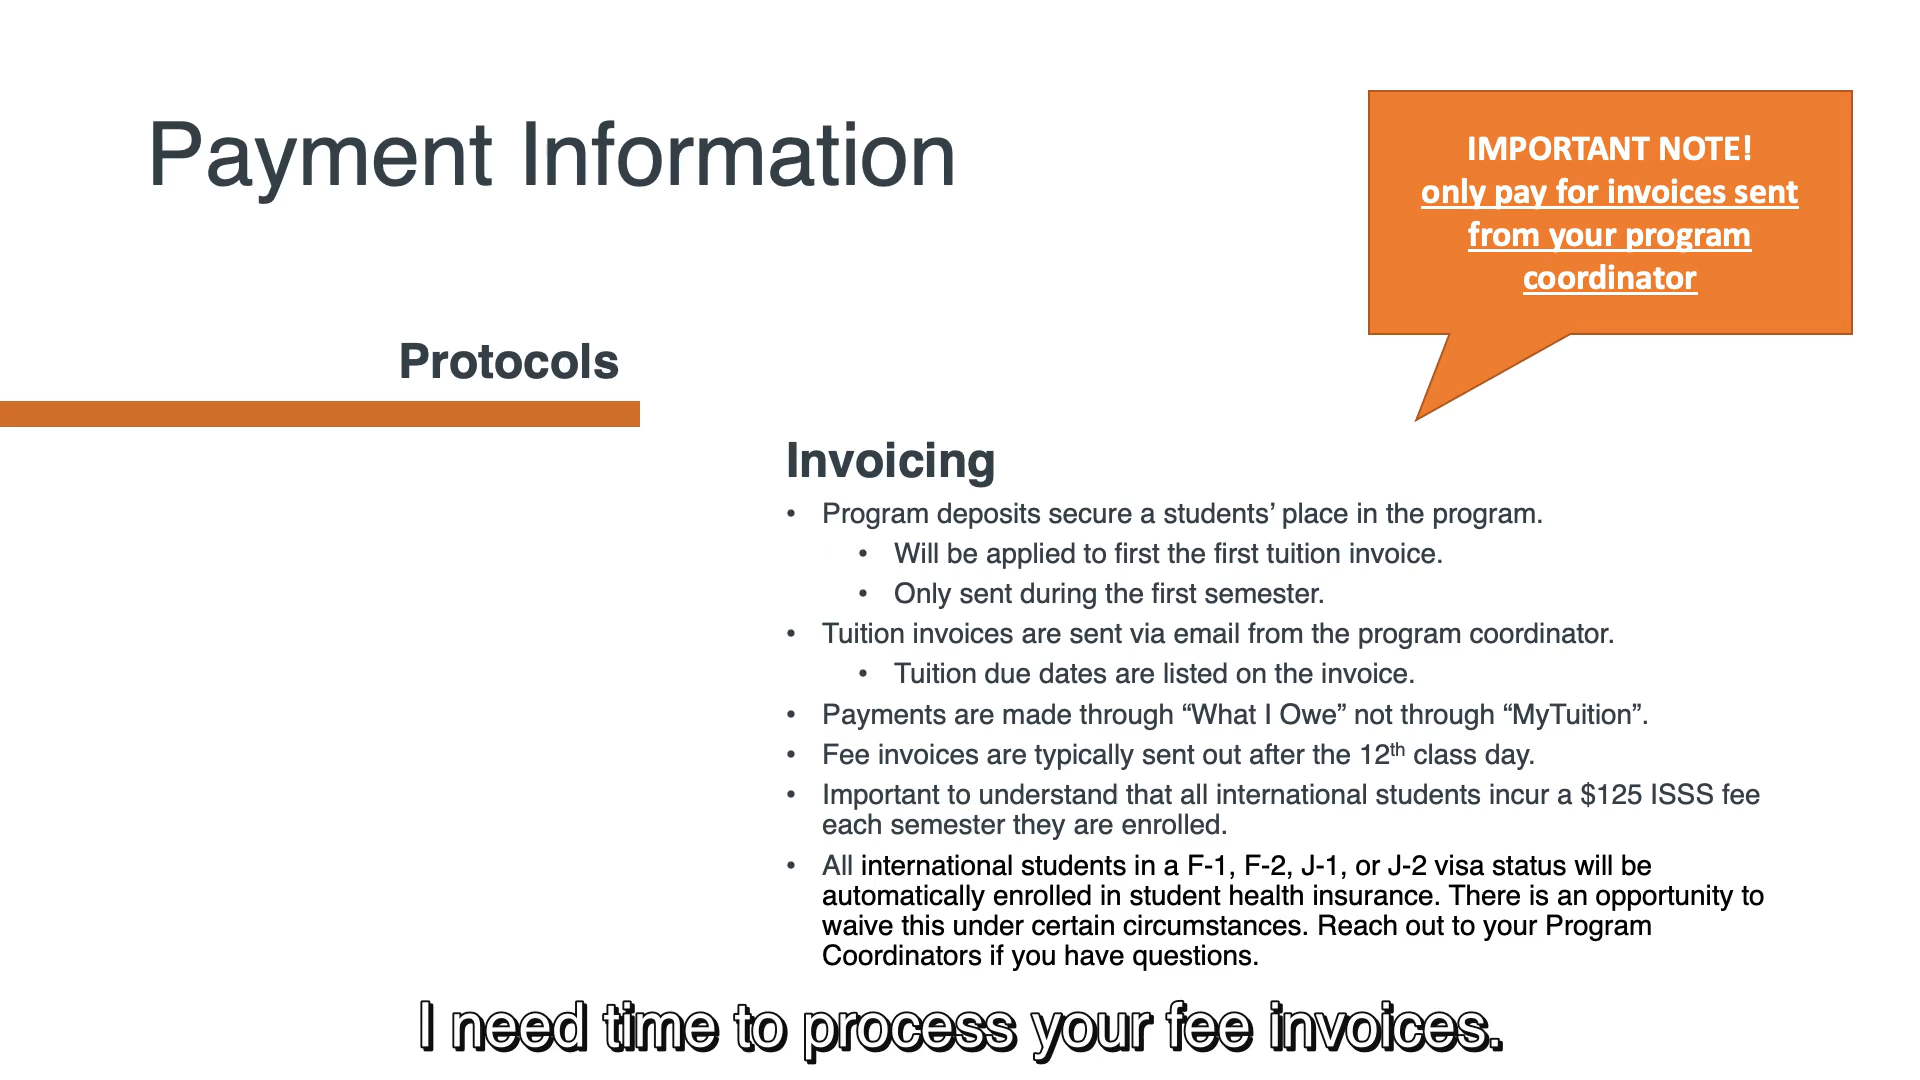 Payment Information
IMPORTANT NOTE!
only pay for invoices sent
from your program
coordinator
Protocols
Invoicing
• Program deposits secure a students’ place in the program.
• Will be applied to first the first tuition invoice.
• Only sent during the first semester.
• Tuition invoices are sent via email from the program coordinator.
• Tuition due dates are listed on the invoice.
• Payments are made through “What I Owe” not through “MyTuition”.
• Fee invoices are typically sent out after the 12th class day.
• Important to understand that all international students incur a $125 ISSS fee
each semester they are enrolled.
• All international students in a F-1, F-2, J-1, or J-2 visa status will be
automatically enrolled in student health insurance. There is an opportunity to
waive this under certain circumstances. Reach out to your Program
Coordinators if you have questions.
I need time to process your fee invoices.